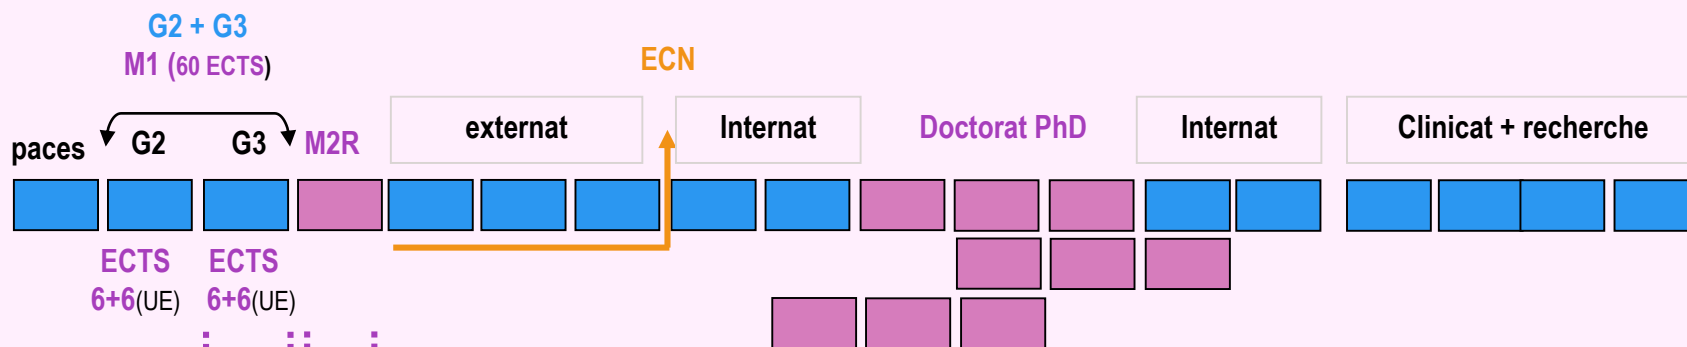 G2 + G3
M1 (60 ECTS)
ECN
paces
G2
G3
M2R
externat
Internat
Doctorat PhD
Internat
Clinicat + recherche
ECTS
6+6(UE)
ECTS
6+6(UE)